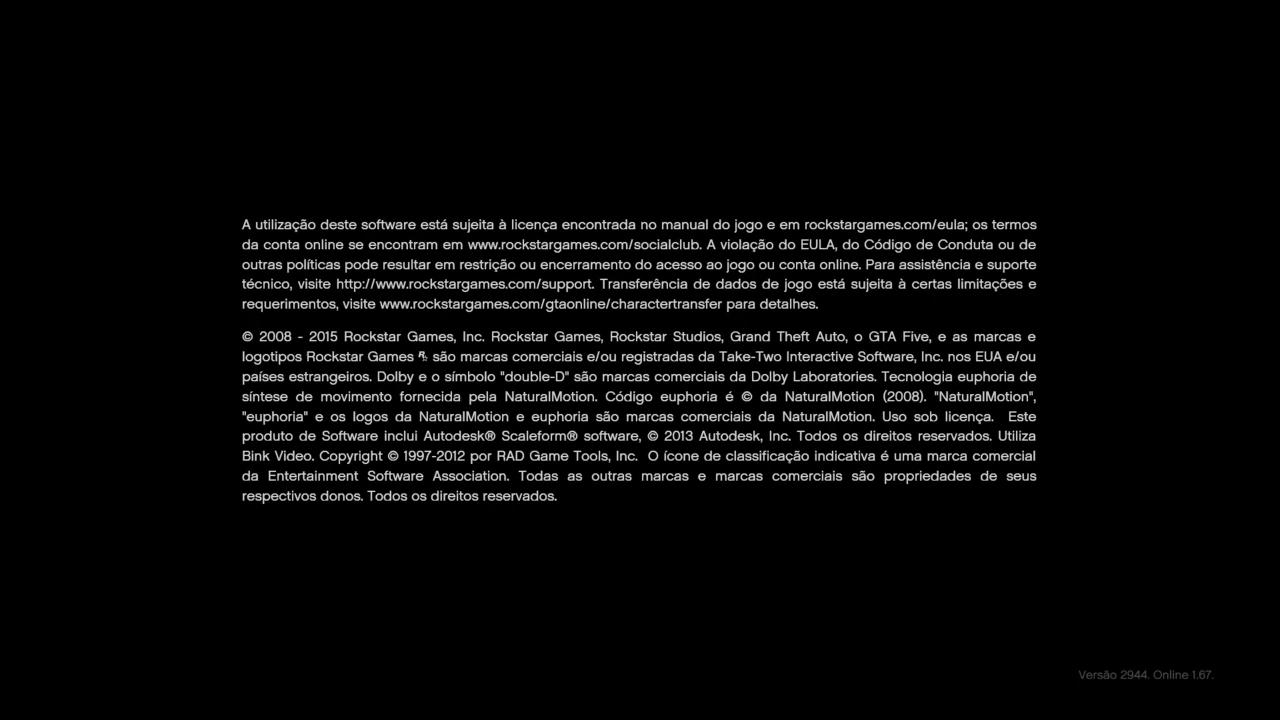 A utilização deste software está sujeita à licença encontrada no manual do jogo e em rockstargames.com/eula; os termos
da conta online se encontram em www.rockstargames.com/socialclub. A violação do EULA, do Código de Conduta ou de
outras políticas pode resultar em restrição ou encerramento do acesso ao jogo ou conta online. Para assistência e suporte
técnico, visite http://www.rockstargames.com/support. Transferência de dados de jogo está sujeita à certas limitações e
requerimentos, visite www.rockstargames.com/gtaonline/charactertransfer para detalhes.
© 2008 - 2015 Rockstar Games, Inc. Rockstar Games, Rockstar Studios, Grand Theft Auto, o GTA Five, e as marcas e
logotipos Rockstar Games R* são marcas comerciais e/ou registradas da Take-Two Interactive Software, Inc. nos EUA e/ou
países estrangeiros. Dolby e o símbolo "double-D" são marcas comerciais da Dolby Laboratories. Tecnologia euphoria de
síntese de movimento fornecida pela NaturalMotion. Código euphoria é © da NaturalMotion (2008). "NaturalMotion",
"euphoria" e os logos da NaturalMotion e euphoria são marcas comerciais da NaturalMotion. Uso sob licença. Este
produto de Software inclui Autodesk® Scaleform® software, © 2013 Autodesk, Inc. Todos os direitos reservados. Utiliza
Bink Video. Copyright © 1997-2012 por RAD Game Tools, Inc. O ícone de classificação indicativa é uma marca comercial
da Entertainment Software Association. Todas as outras marcas e marcas comerciais são propriedades de seus
respectivos donos. Todos os direitos reservados.
Versão 2944. Online 1.67.